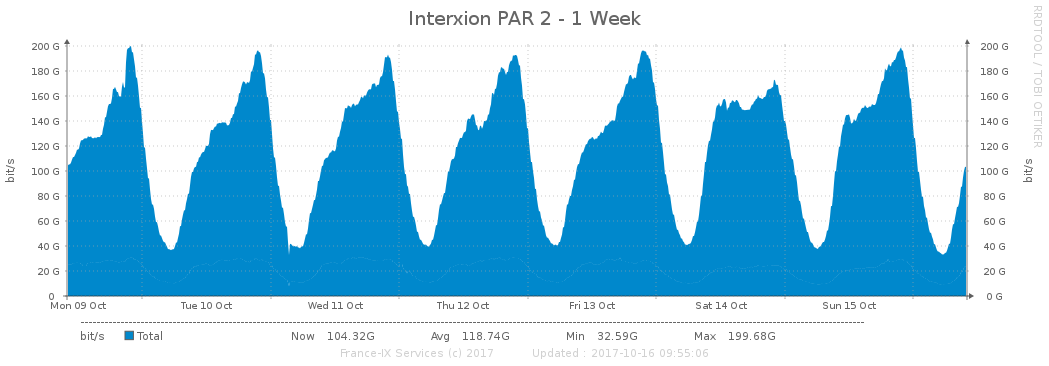 Interxion PAR 2 - 1 Week
RRDTOOL / TOBI OETIKER
200 G 200 G
180 G 180 G
160 G 160 G
140 G 140 G
120 G 120 G
100 G 100 G
80 G 80 G
60 G 60 G
40 G 40 G
20 G 20 G
0 0 G
bit/s
bit/s
Mon 09 Oct Tue 10 Oct Wed 11 Oct Thu 12 Oct Fri 13 Oct Sat 14 Oct Sun 15 Oct
bit/s Total Now 104.32G Avg 118.74G Min 32.59G Max 199.68G
France-IX Services (c) 2017 Updated : 2017-10-16 09:55:06